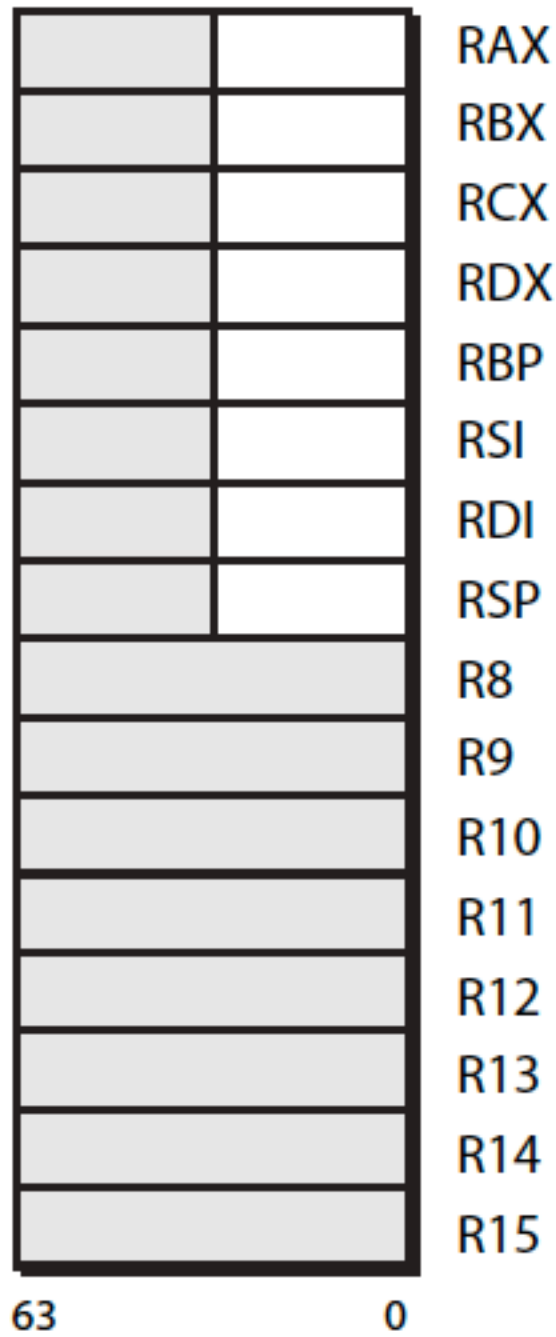 RAX
RBX
RCX
RDX
RBP
RSI
RDI
RSP
R8
R9
R10
R11
R12
R13
R14
R15
63 0